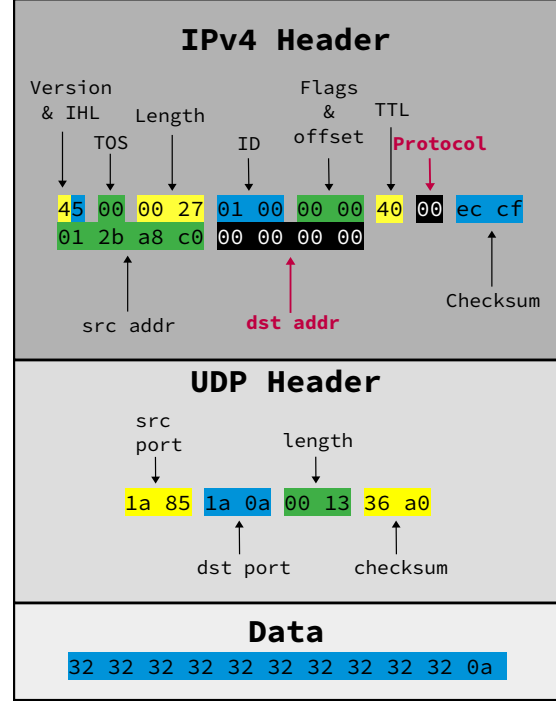 IPv4 Header
Version
& IHL
TOS
Length
ID
Flags
&
offset
TTL
Protocol
45 00 00 27 01 00 00 00 40 00 ec cf
01 2b a8 c0 00 00 00 00
src addr
dst addr
Checksum
UDP Header
src
port
length
1a 85 1a 0a 00 13 36 a0
dst port
checksum
Data
32 32 32 32 32 32 32 32 32 32 0a